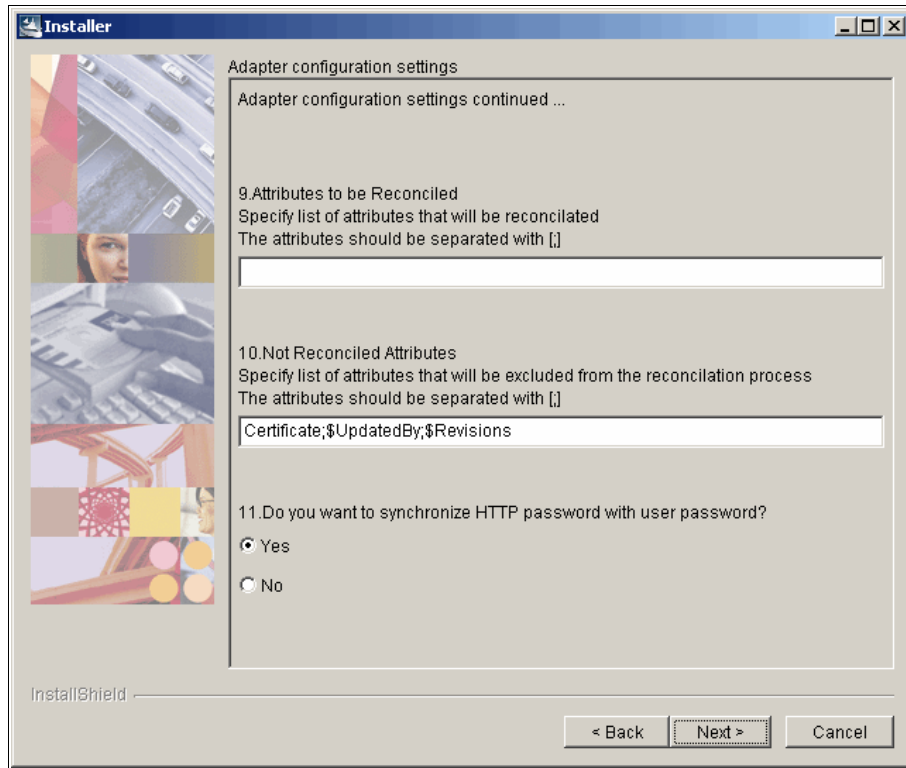 Installer
Adapter configuration settings
Adapter configuration settings continued ...
9.Attributes to be Reconciled
Specify list of attributes that will be reconcilated
The attributes should be separated with [;]
10.Not Reconciled Attributes
Specify list of attributes that will be excluded from the reconcilation process
The attributes should be separated with [;]
Certificate;$UpdatedBy;$Revisions
11.Do you want to synchronize HTTP password with user password?
Yes
No
InstallShield
< Back Next > Cancel